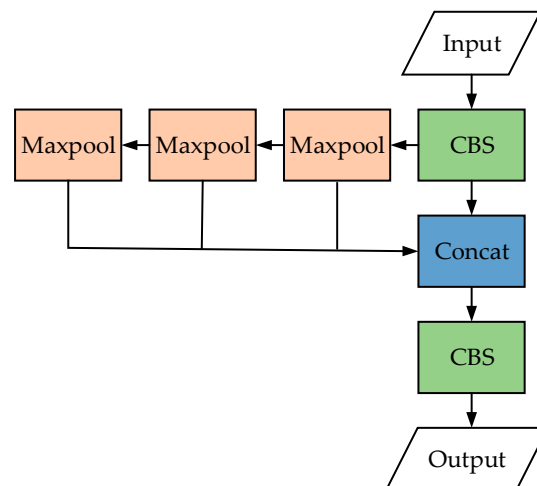 Input
Maxpool
Maxpool
Maxpool
CBS
Concat
CBS
Output